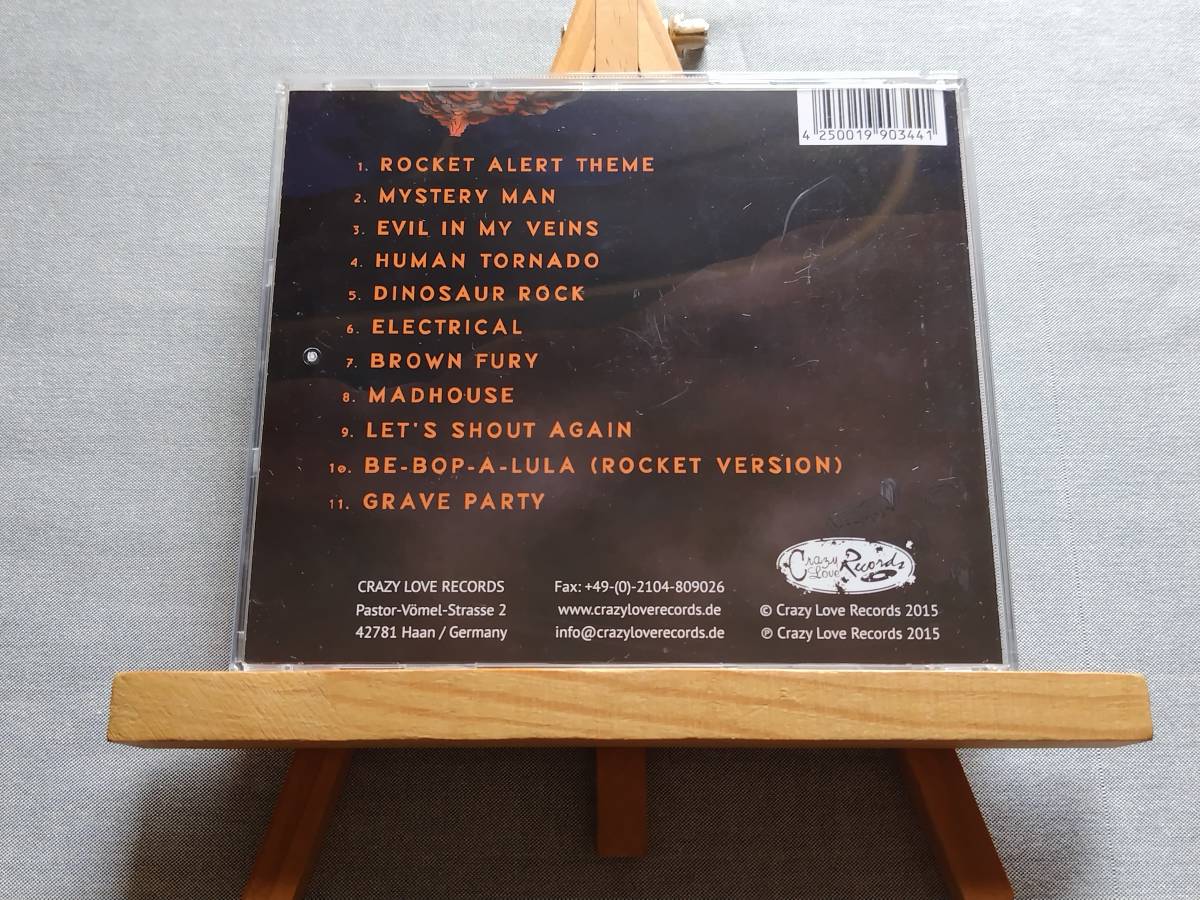 4 250019 903441
1. ROCKET ALERT THEME
2. MYSTERY MAN
3. EVIL IN MY VEINS
4. HUMAN TORNADO
5. DINOSAUR ROCK
6. ELECTRICAL
7. BROWN FURY
8. MADHOUSE
9. LET'S SHOUT AGAIN
10. BE-BOP-A-LULA (ROCKET VERSION)
11. GRAVE PARTY
Crazy Love Records
CRAZY LOVE RECORDS
Pastor-Vömel-Strasse 2
42781 Haan / Germany
Fax: +49-(0)-2104-809026
www.crazyloverecords.de
info@crazyloverecords.de
© Crazy Love Records 2015
℗ Crazy Love Records 2015